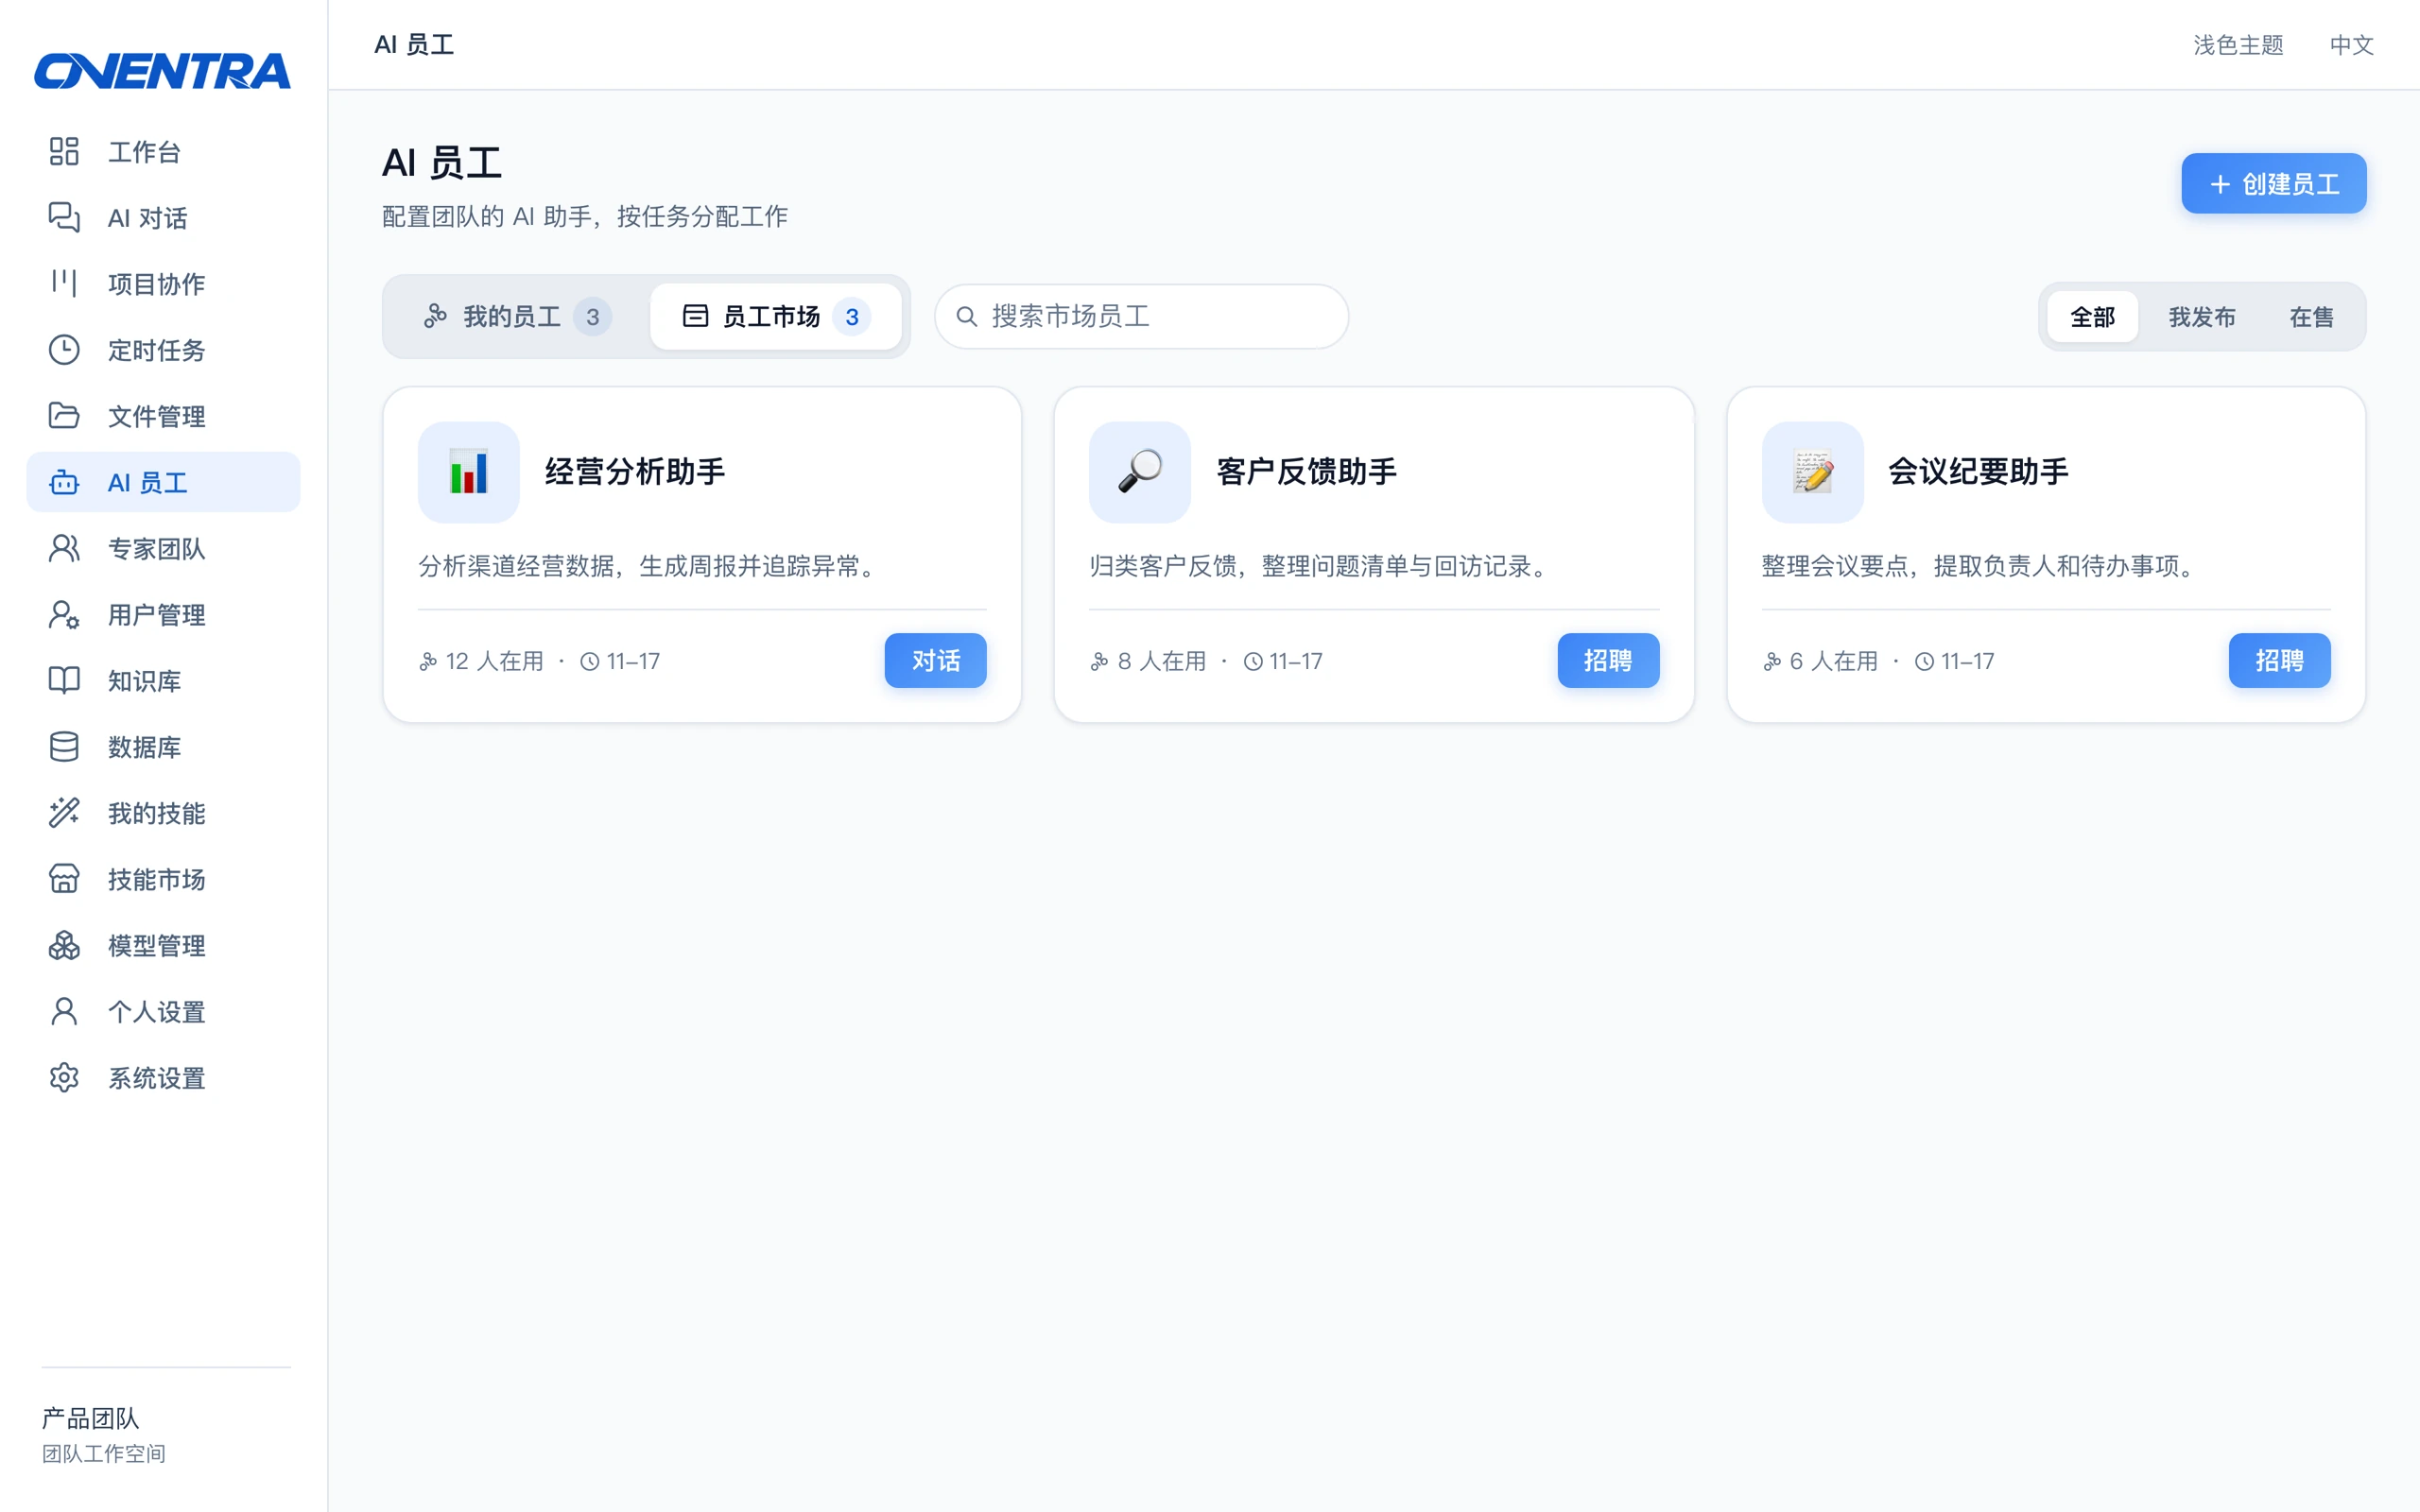 ONENTRA
工作台
AI 对话
项目协作
定时任务
文件管理
AI 员工
专家团队
用户管理
知识库
数据库
我的技能
技能市场
模型管理
个人设置
系统设置
产品团队
团队工作空间
AI 员工
浅色主题
中文
AI 员工
配置团队的 AI 助手，按任务分配工作
创建员工
我的员工 3
员工市场 3
搜索市场员工
全部
我发布
在售
经营分析助手
分析渠道经营数据，生成周报并追踪异常。
12 人在用 · 11-17
对话
客户反馈助手
归类客户反馈，整理问题清单与回访记录。
8 人在用 · 11-17
招聘
会议纪要助手
整理会议要点，提取负责人和待办事项。
6 人在用 · 11-17
招聘